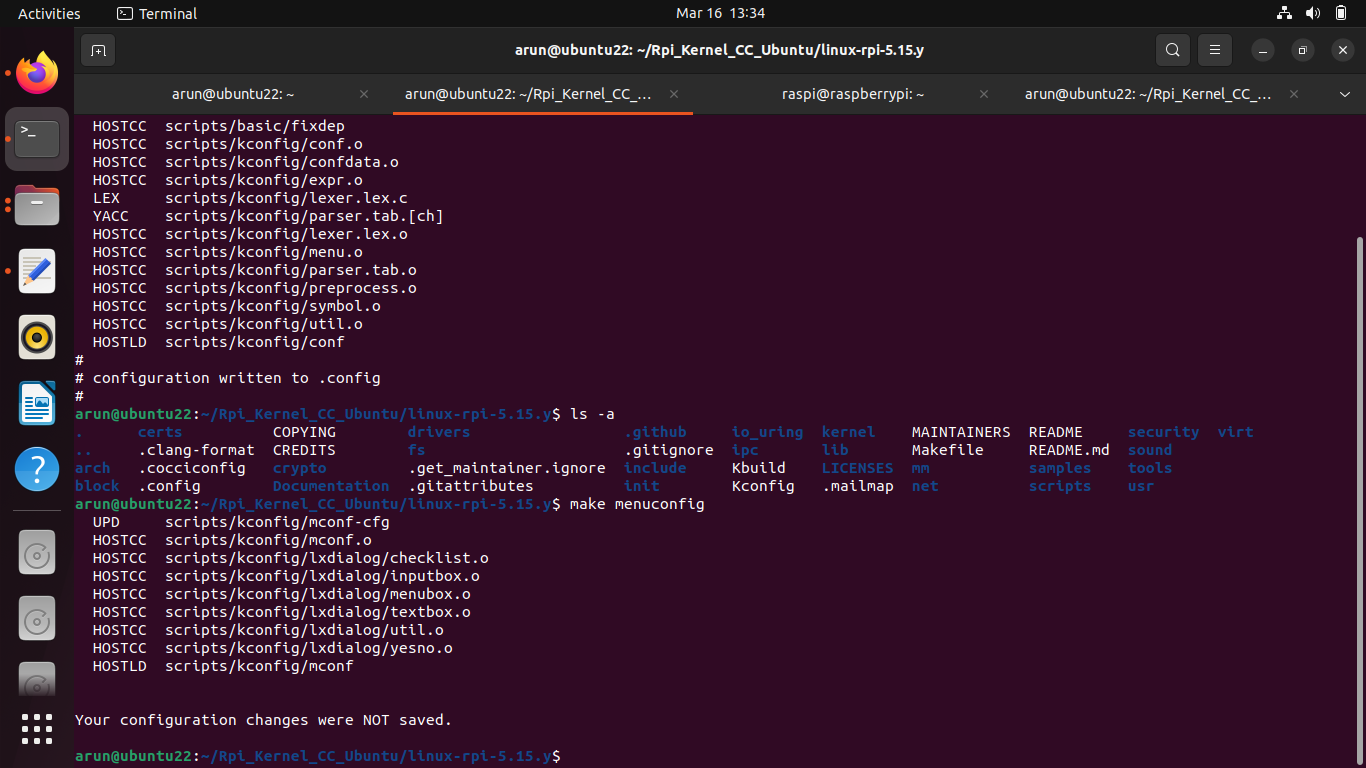 Activities Terminal Mar 16 13:34
arun@ubuntu22: ~/Rpi_Kernel_CC_Ubuntu/linux-rpi-5.15.y
arun@ubuntu22: ~ arun@ubuntu22: ~/Rpi_Kernel_CC_... raspi@raspberrypi: ~ arun@ubuntu22: ~/Rpi_Kernel_CC_...
HOSTCC scripts/basic/fixdep
HOSTCC scripts/kconfig/conf.o
HOSTCC scripts/kconfig/confdata.o
HOSTCC scripts/kconfig/expr.o
LEX scripts/kconfig/lexer.lex.c
YACC scripts/kconfig/parser.tab.[ch]
HOSTCC scripts/kconfig/lexer.lex.o
HOSTCC scripts/kconfig/menu.o
HOSTCC scripts/kconfig/parser.tab.o
HOSTCC scripts/kconfig/preprocess.o
HOSTCC scripts/kconfig/symbol.o
HOSTCC scripts/kconfig/util.o
HOSTLD scripts/kconfig/conf
#
# configuration written to .config
#
arun@ubuntu22:~/Rpi_Kernel_CC_Ubuntu/linux-rpi-5.15.y$ ls -a
. certs COPYING drivers .github io_uring kernel MAINTAINERS README security virt
.. .clang-format CREDITS fs .gitignore ipc lib Makefile README.md sound
arch .cocciconfig crypto .get_maintainer.ignore include Kbuild LICENSES mm samples tools
block .config Documentation .gitattributes init Kconfig .mailmap net scripts usr
arun@ubuntu22:~/Rpi_Kernel_CC_Ubuntu/linux-rpi-5.15.y$ make menuconfig
UPD scripts/kconfig/mconf-cfg
HOSTCC scripts/kconfig/mconf.o
HOSTCC scripts/kconfig/lxdialog/checklist.o
HOSTCC scripts/kconfig/lxdialog/inputbox.o
HOSTCC scripts/kconfig/lxdialog/menubox.o
HOSTCC scripts/kconfig/lxdialog/textbox.o
HOSTCC scripts/kconfig/lxdialog/util.o
HOSTCC scripts/kconfig/lxdialog/yesno.o
HOSTLD scripts/kconfig/mconf
Your configuration changes were NOT saved.
arun@ubuntu22:~/Rpi_Kernel_CC_Ubuntu/linux-rpi-5.15.y$